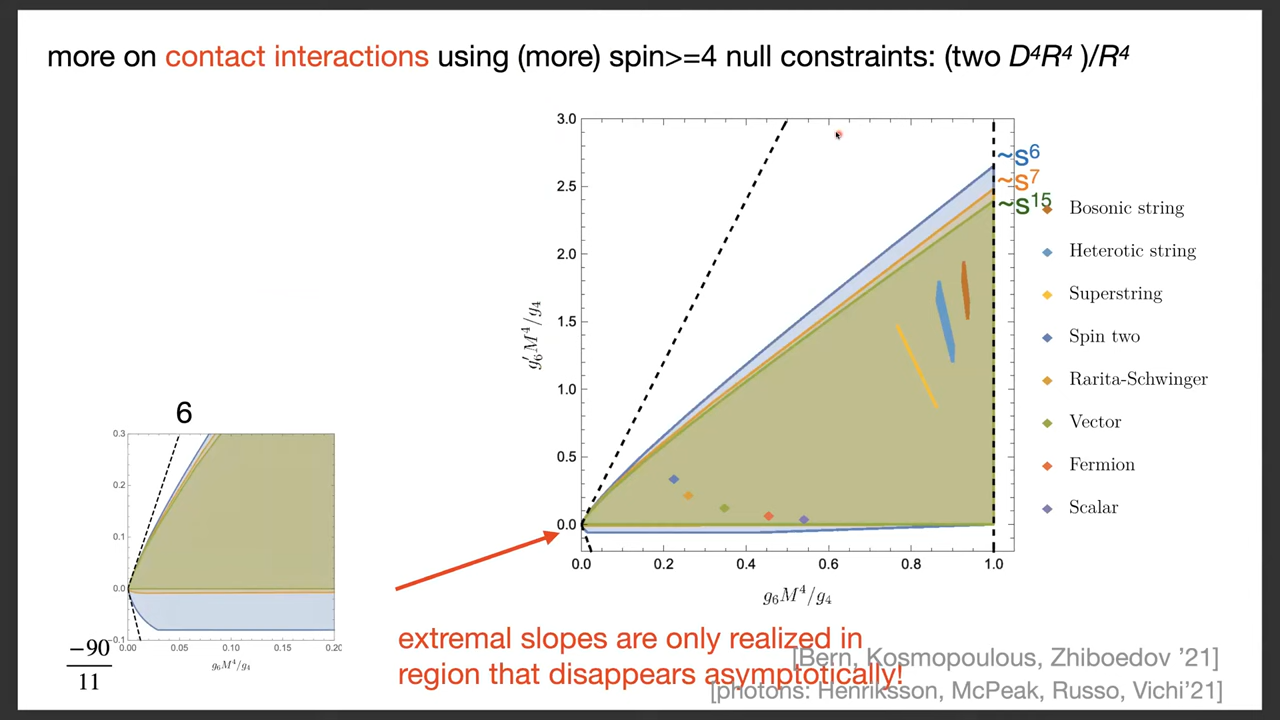 more on contact interactions using (more) spin>=4 null constraints: (two D⁴R⁴ )/R⁴
3.0
2.5
2.0
1.5
1.0
0.5
0.0
g₆′M⁴/g₄
0.0 0.2 0.4 0.6 0.8 1.0
g₆M⁴/g₄
~s⁶
~s⁷
~s¹⁵
Bosonic string
Heterotic string
Superstring
Spin two
Rarita-Schwinger
Vector
Fermion
Scalar
6
0.3
0.2
0.1
0.0
-0.1
0.00 0.05 0.10 0.15 0.20
g₆M⁴/g₄
−90
11
extremal slopes are only realized in
region that disappears asymptotically!
[Bern, Kosmopoulous, Zhiboedov ’21]
[photons: Henriksson, McPeak, Russo, Vichi’21]